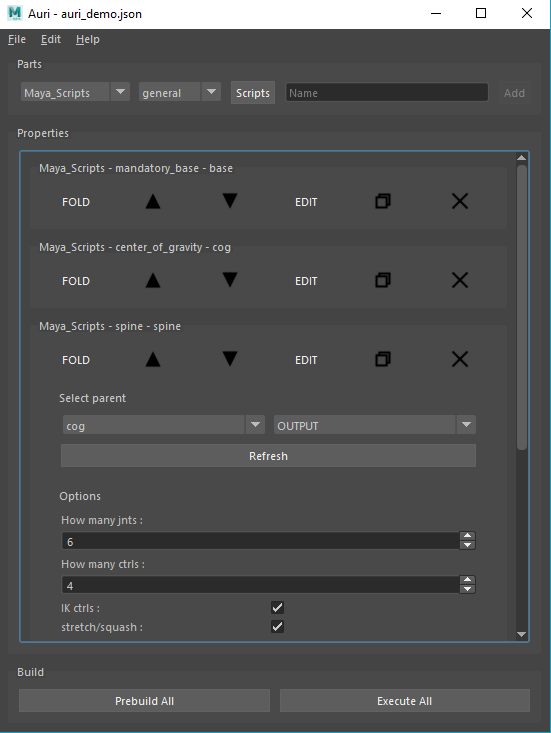 Auri - auri_demo.json
File Edit Help
Parts
Maya_Scripts general Scripts Name Add
Properties
Maya_Scripts - mandatory_base - base
FOLD EDIT
Maya_Scripts - center_of_gravity - cog
FOLD EDIT
Maya_Scripts - spine - spine
FOLD EDIT
Select parent
cog OUTPUT
Refresh
Options
How many jnts :
6
How many ctrls :
4
IK ctrls :
stretch/squash :
Build
Prebuild All Execute All